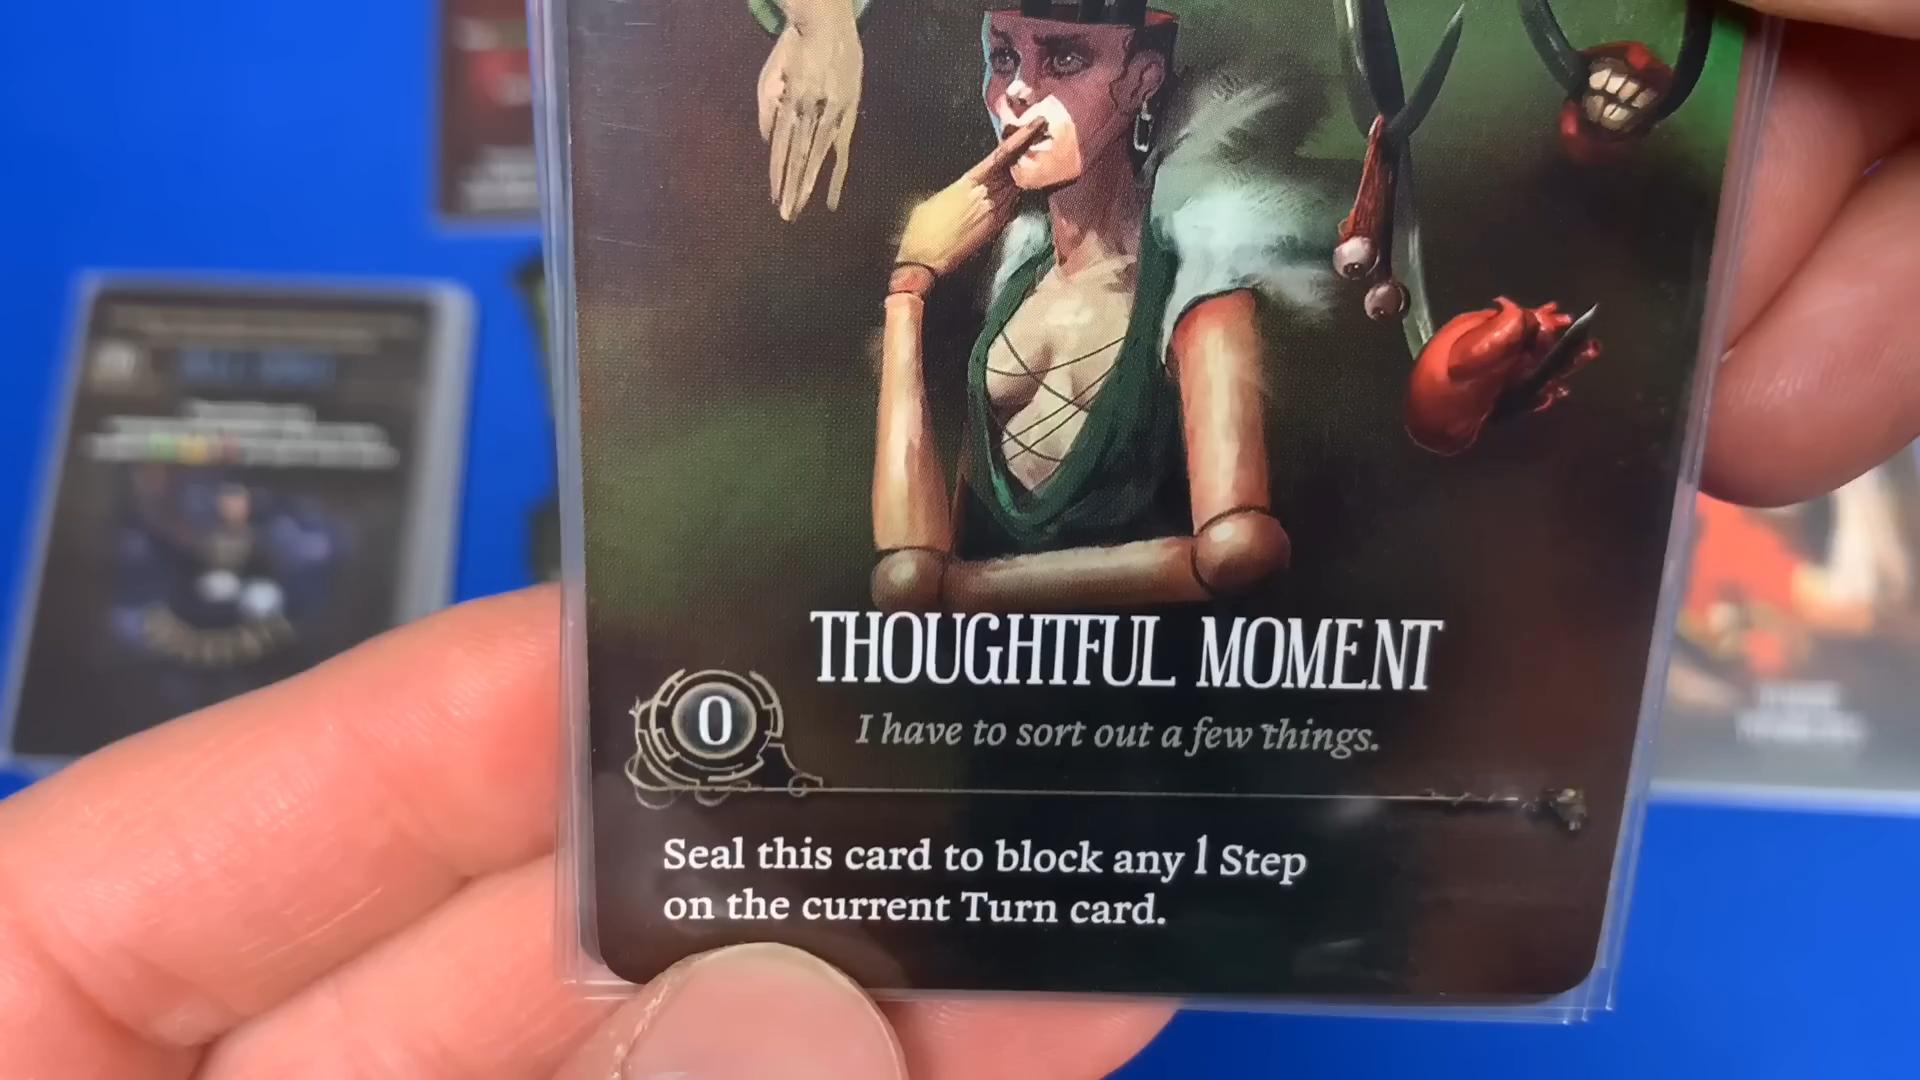 THOUGHTFUL MOMENT
0
I have to sort out a few things.
Seal this card to block any 1 Step
on the current Turn card.